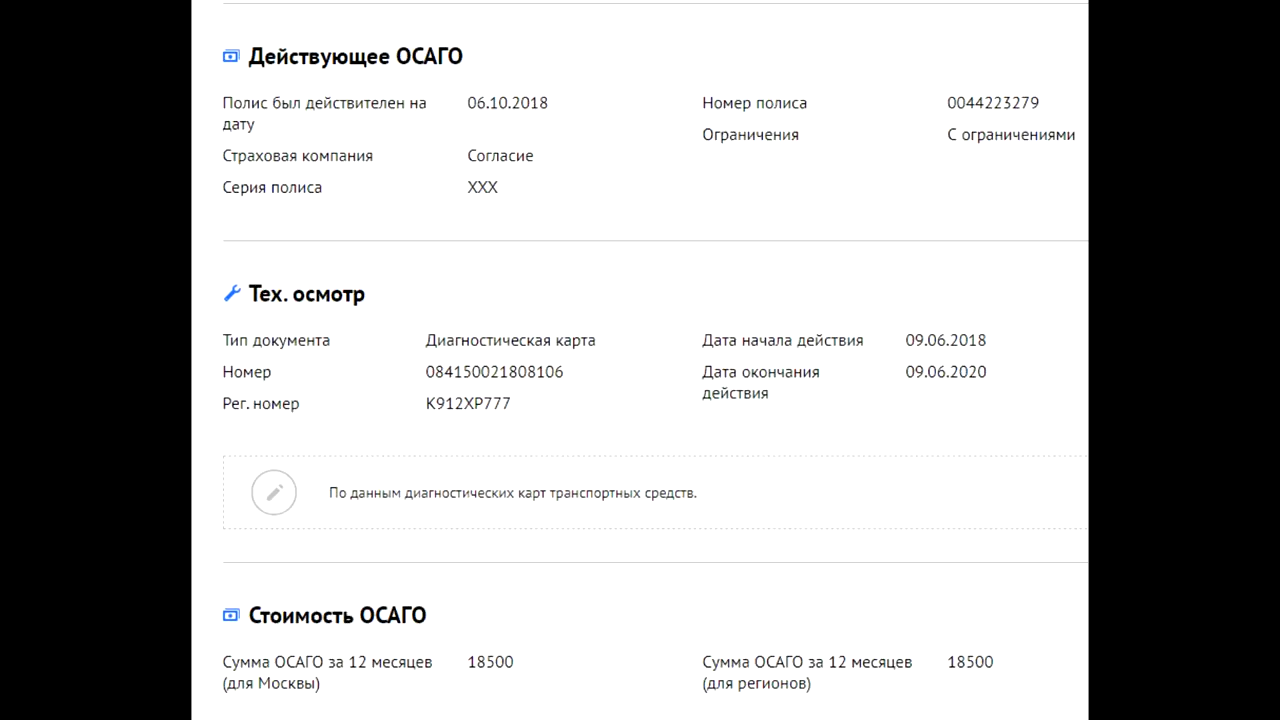 Действующее ОСАГО
Полис был действителен на
дату
06.10.2018
Страховая компания
Согласие
Серия полиса
XXX
Номер полиса
0044223279
Ограничения
С ограничениями
Тех. осмотр
Тип документа
Диагностическая карта
Номер
084150021808106
Рег. номер
К912ХР777
Дата начала действия
09.06.2018
Дата окончания
действия
09.06.2020
По данным диагностических карт транспортных средств.
Стоимость ОСАГО
Сумма ОСАГО за 12 месяцев
(для Москвы)
18500
Сумма ОСАГО за 12 месяцев
(для регионов)
18500